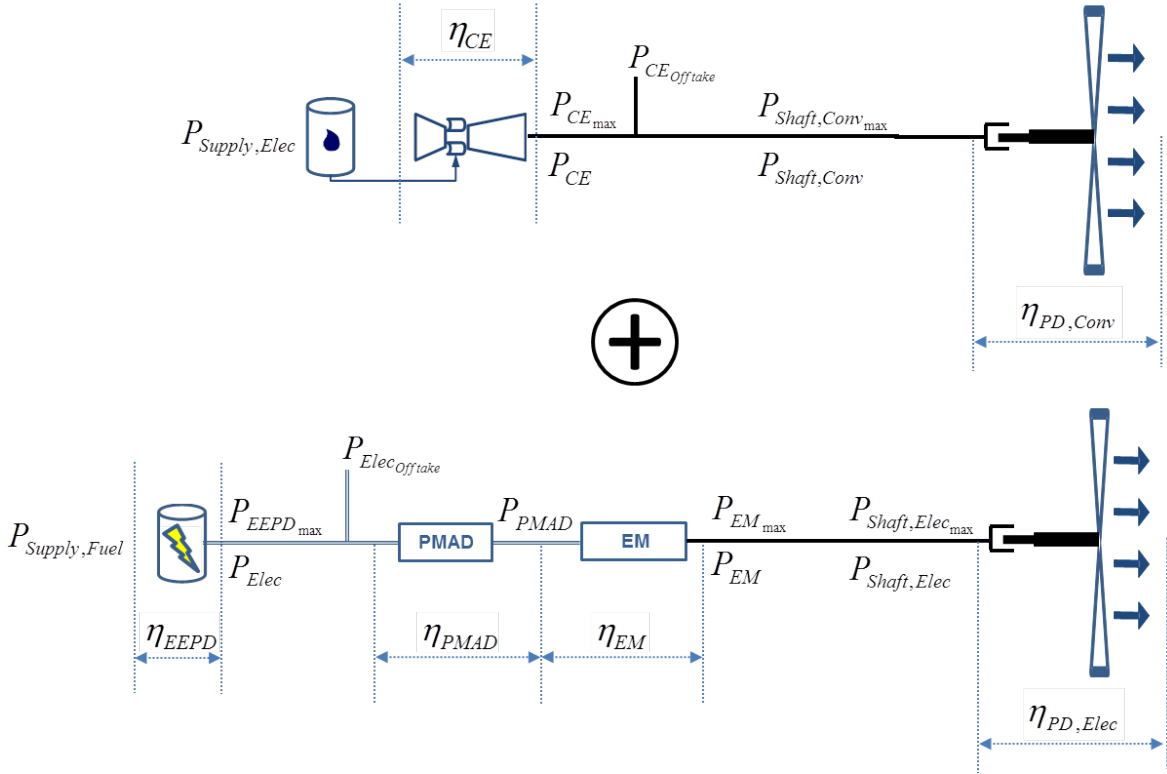 η_CE
P_CE_Offtake
P_CE_max
P_Shaft,Conv_max
P_Supply,Elec
P_CE
P_Shaft,Conv
η_PD,Conv
P_Elec_Offtake
P_EEPD_max
P_PMAD
P_EM_max
P_Shaft,Elec_max
P_Supply,Fuel
PMAD
EM
P_Elec
P_EM
P_Shaft,Elec
η_EEPD
η_PMAD
η_EM
η_PD,Elec